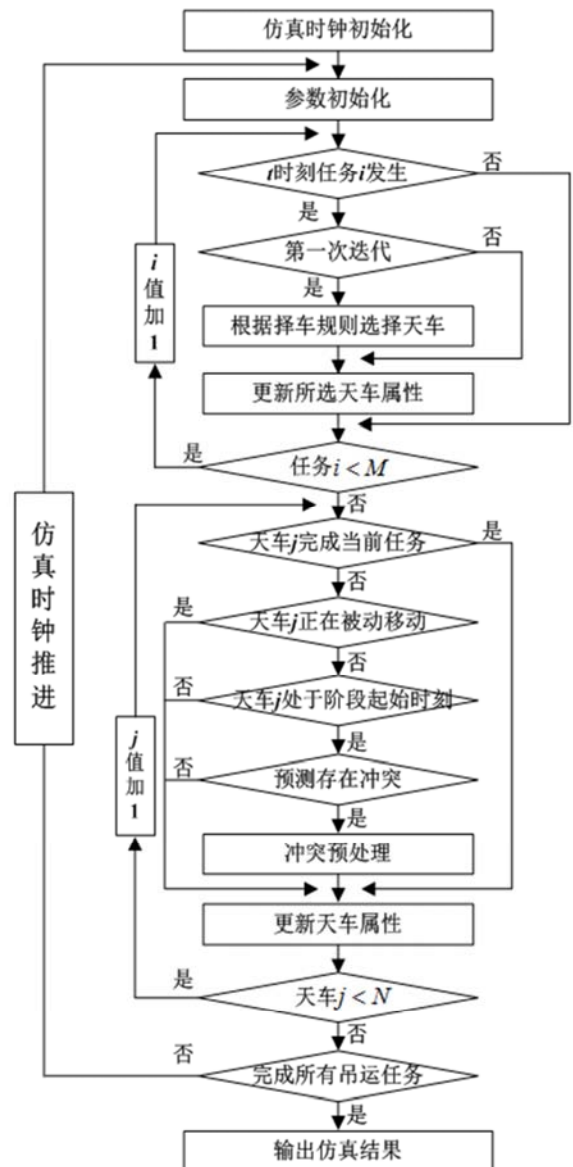 仿真时钟初始化
参数初始化
t时刻任务i发生
否
是
第一次迭代
否
是
i值加1
根据择车规则选择天车
更新所选天车属性
是
任务i < M
否
仿真时钟推进
天车j完成当前任务
是
否
是
天车j正在被动移动
否
否
天车j处于阶段起始时刻
是
j值加1
否
预测存在冲突
是
冲突预处理
更新天车属性
是
天车j < N
否
否
完成所有吊运任务
是
输出仿真结果